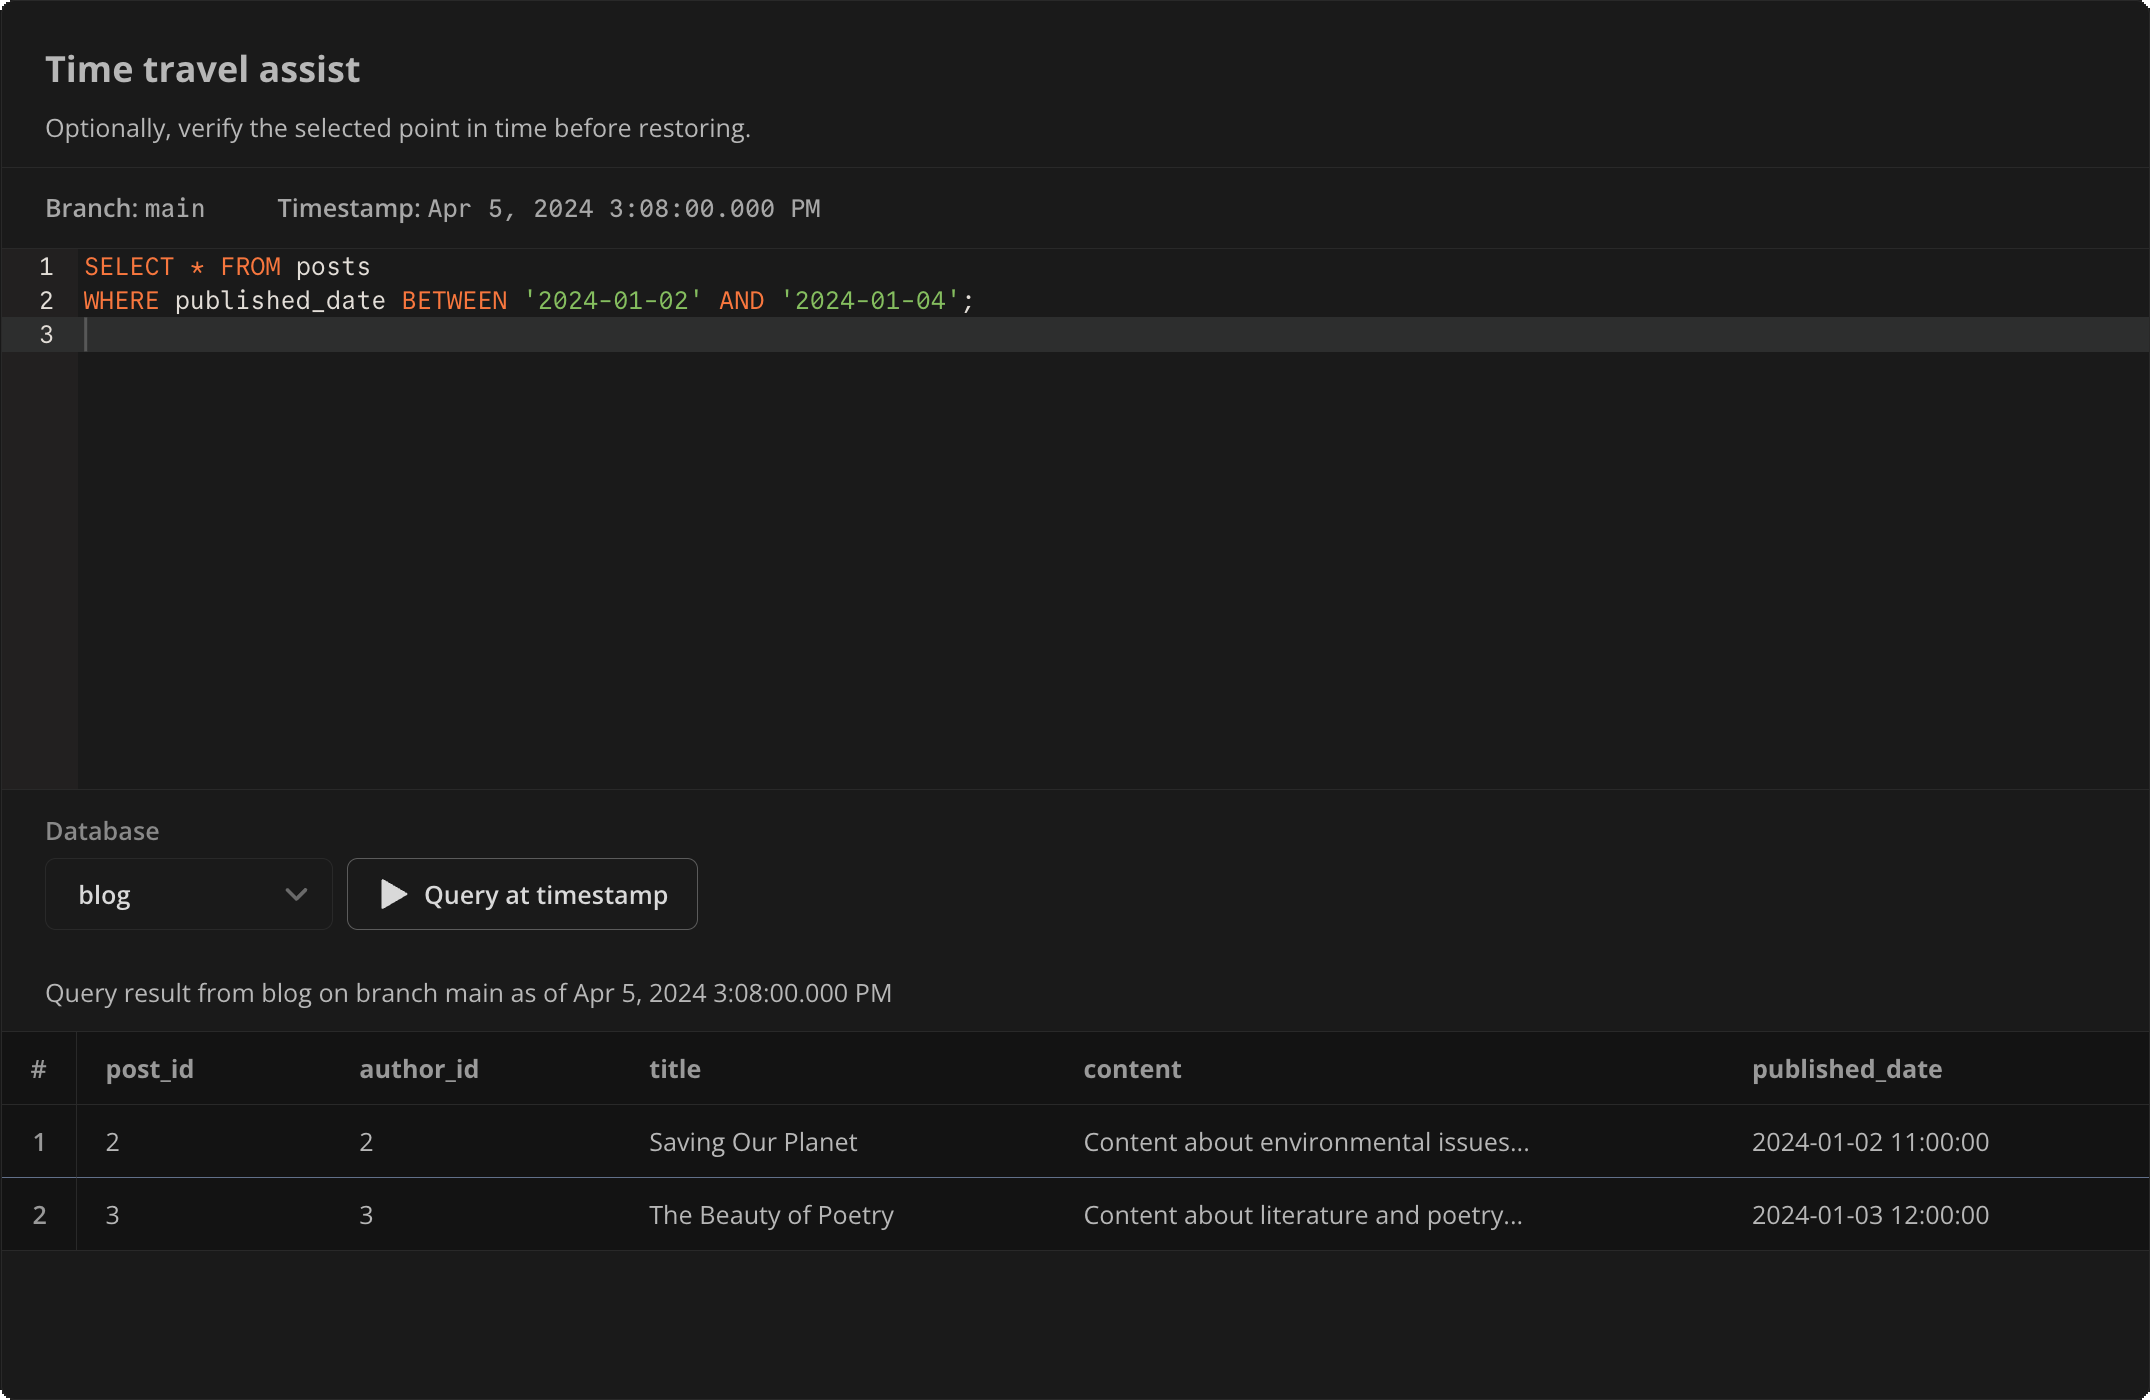 Time travel assist
Optionally, verify the selected point in time before restoring.
Branch: main Timestamp: Apr 5, 2024 3:08:00.000 PM
1 SELECT * FROM posts
2 WHERE published_date BETWEEN '2024-01-02' AND '2024-01-04';
3
Database
blog Query at timestamp
Query result from blog on branch main as of Apr 5, 2024 3:08:00.000 PM
# post_id author_id title content published_date
1 2 2 Saving Our Planet Content about environmental issues... 2024-01-02 11:00:00
2 3 3 The Beauty of Poetry Content about literature and poetry... 2024-01-03 12:00:00